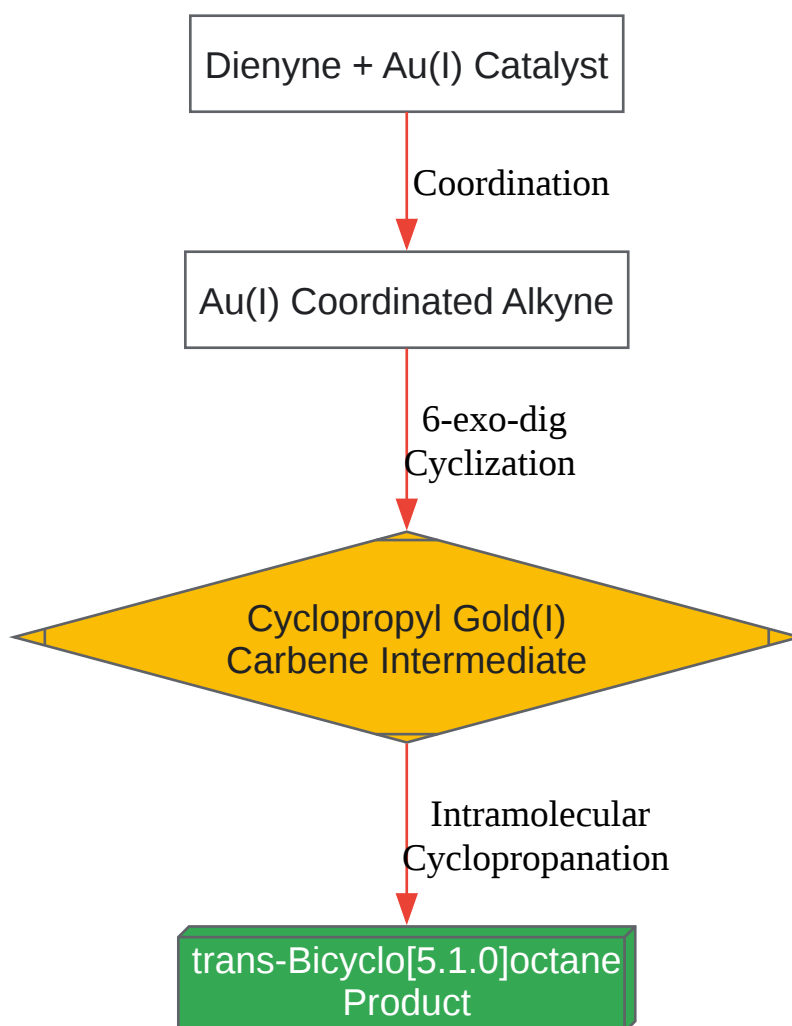 Dienyne + Au(I) Catalyst
Coordination
Au(I) Coordinated Alkyne
6-exo-dig
Cyclization
Cyclopropyl Gold(I)
Carbene Intermediate
Intramolecular
Cyclopropanation
trans-Bicyclo[5.1.0]octane
Product